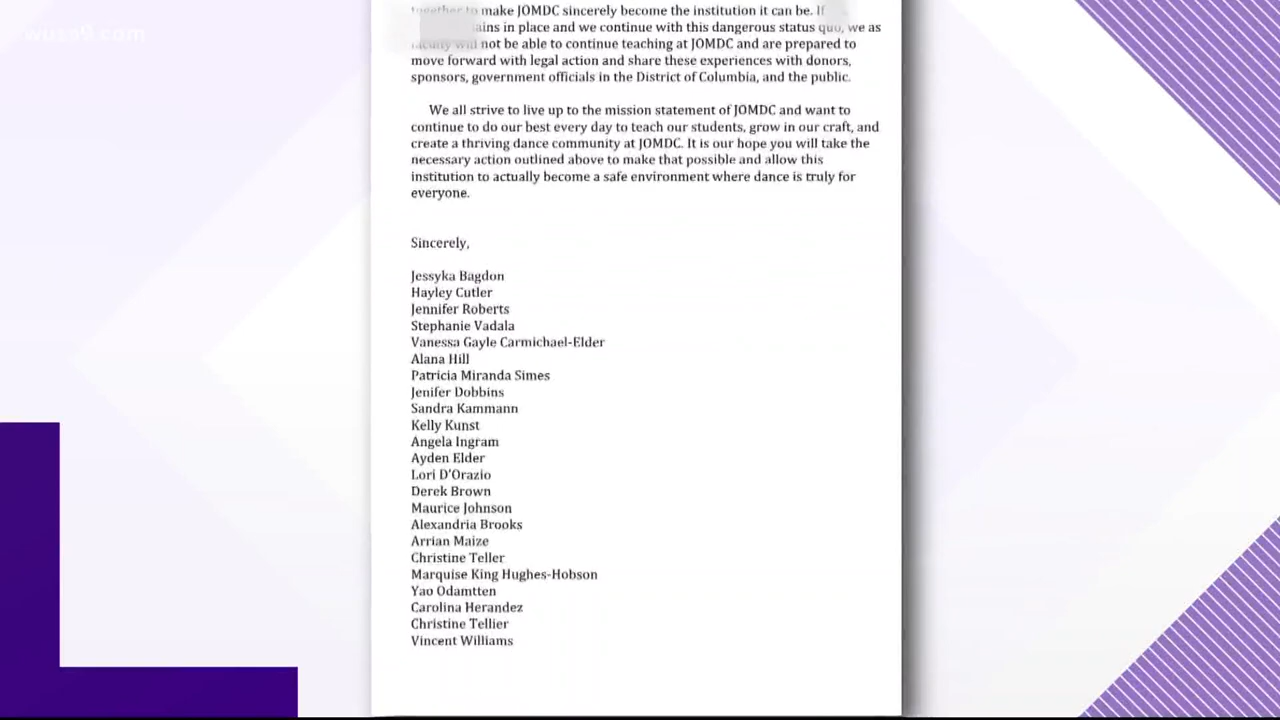 wusa9.com
together to make JOMDC sincerely become the institution it can be. If
ains in place and we continue with this dangerous status quo, we as
faculty will not be able to continue teaching at JOMDC and are prepared to
move forward with legal action and share these experiences with donors,
sponsors, government officials in the District of Columbia, and the public.
We all strive to live up to the mission statement of JOMDC and want to
continue to do our best every day to teach our students, grow in our craft, and
create a thriving dance community at JOMDC. It is our hope you will take the
necessary action outlined above to make that possible and allow this
institution to actually become a safe environment where dance is truly for
everyone.
Sincerely,
Jessyka Bagdon
Hayley Cutler
Jennifer Roberts
Stephanie Vadala
Vanessa Gayle Carmichael-Elder
Alana Hill
Patricia Miranda Simes
Jenifer Dobbins
Sandra Kammann
Kelly Kunst
Angela Ingram
Ayden Elder
Lori D'Orazio
Derek Brown
Maurice Johnson
Alexandria Brooks
Arrian Maize
Christine Teller
Marquise King Hughes-Hobson
Yao Odamtten
Carolina Herandez
Christine Tellier
Vincent Williams